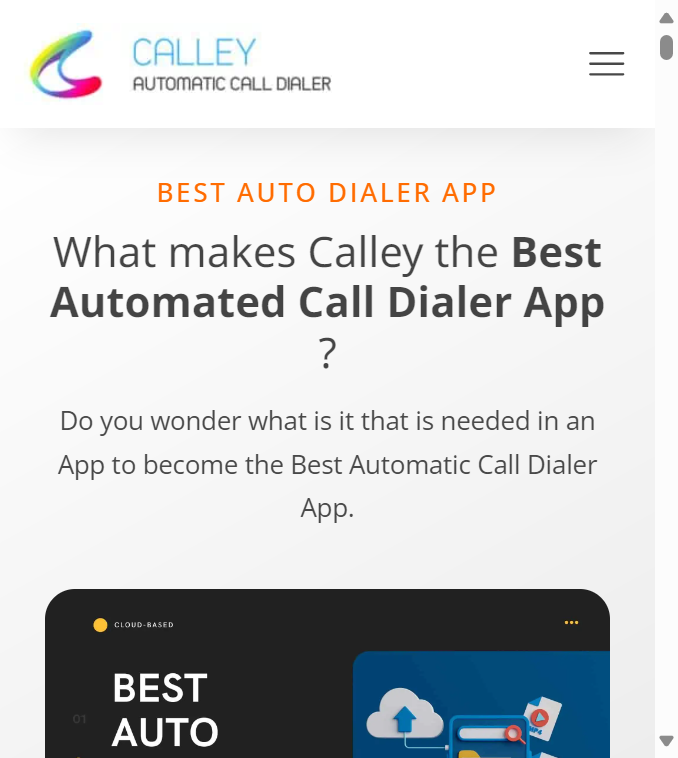 CALLEY
AUTOMATIC CALL DIALER
BEST AUTO DIALER APP
What makes Calley the Best
Automated Call Dialer App
?
Do you wonder what is it that is needed in an
App to become the Best Automatic Call Dialer
App.
CLOUD-BASED
BEST
01
AUTO
MP4